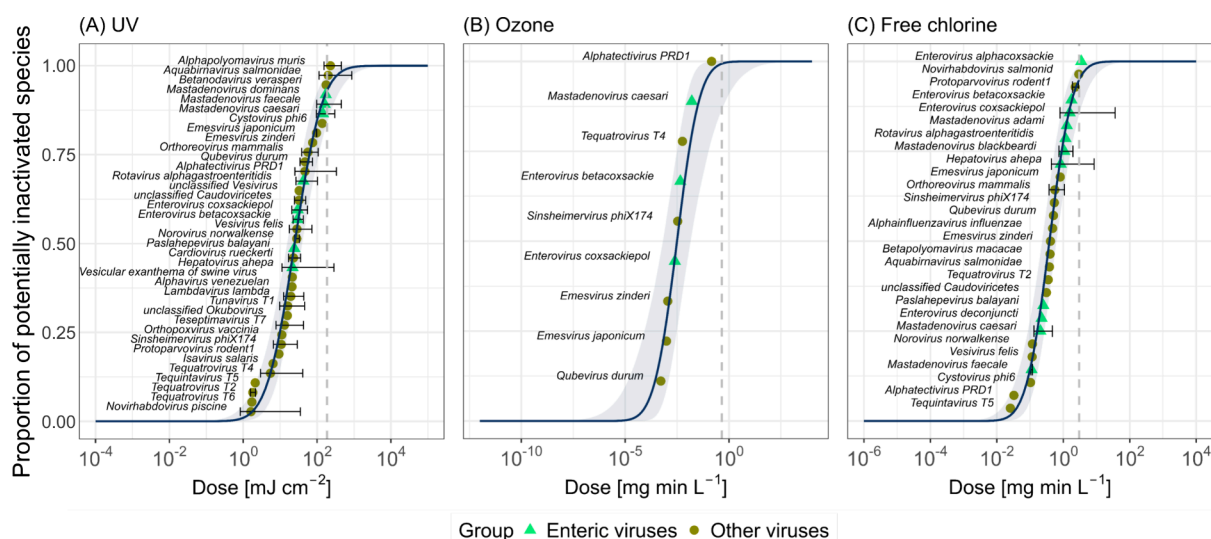 (A) UV
(B) Ozone
(C) Free chlorine
Proportion of potentially inactivated species
1.00
0.75
0.50
0.25
0.00
Alphapolyomavirus muris
Aquabirnavirus salmonidae
Betanodavirus verasperi
Mastadenovirus dominans
Mastadenovirus faecale
Mastadenovirus caesari
Cystovirus phi6
Emesvirus japonicum
Emesvirus zinderi
Orthoreovirus mammalis
Qubevirus durum
Alphatectivirus PRD1
Rotavirus alphagastroenteritidis
unclassified Vesivirus
unclassified Caudoviricetes
Enterovirus coxsackiepol
Enterovirus betacoxsackie
Vesivirus felis
Norovirus norwalkense
Paslahepevirus balayani
Cardiovirus rueckerti
Hepatovirus ahepa
Vesicular exanthema of swine virus
Alphavirus venezuelan
Lambdavirus lambda
Tunavirus T1
unclassified Okubovirus
Teseptimavirus T7
Orthopoxvirus vaccinia
Sinsheimervirus phiX174
Protoparvovirus rodent1
Isavirus salaris
Tequatrovirus T4
Tequintavirus T5
Tequatrovirus T2
Tequatrovirus T6
Novirhabdovirus piscine
10⁻⁴ 10⁻² 10⁰ 10² 10⁴
Dose [mJ cm⁻²]
Alphatectivirus PRD1
Mastadenovirus caesari
Tequatrovirus T4
Enterovirus betacoxsackie
Sinsheimervirus phiX174
Enterovirus coxsackiepol
Emesvirus zinderi
Emesvirus japonicum
Qubevirus durum
10⁻¹⁰ 10⁻⁵ 10⁰
Dose [mg min L⁻¹]
Enterovirus alphacoxsackie
Novirhabdovirus salmonid
Protoparvovirus rodent1
Enterovirus betacoxsackie
Enterovirus coxsackiepol
Mastadenovirus adami
Rotavirus alphagastroenteritidis
Mastadenovirus blackbeardi
Hepatovirus ahepa
Emesvirus japonicum
Orthoreovirus mammalis
Sinsheimervirus phiX174
Qubevirus durum
Alphainfluenzavirus influenzae
Emesvirus zinderi
Betapolyomavirus macacae
Aquabirnavirus salmonidae
Tequatrovirus T2
unclassified Caudoviricetes
Paslahepevirus balayani
Enterovirus deconjuncti
Mastadenovirus caesari
Norovirus norwalkense
Vesivirus felis
Mastadenovirus faecale
Cystovirus phi6
Alphatectivirus PRD1
Tequintavirus T5
10⁻⁶ 10⁻⁴ 10⁻² 10⁰ 10² 10⁴
Dose [mg min L⁻¹]
Group Enteric viruses Other viruses